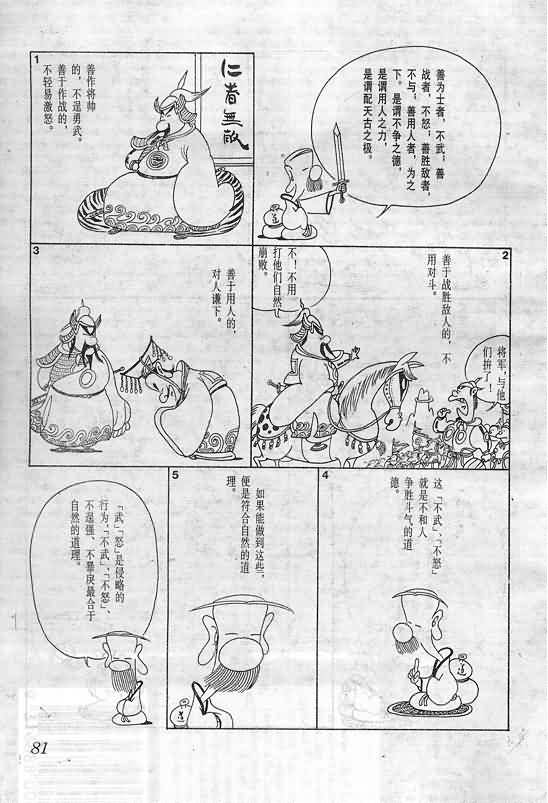 善为士者，不武；善
战者，不怒；善胜敌者，
不与；善用人者，为之
下。是谓不争之德，
是谓用人之力，
是谓配天古之极。
1
善作将帅
的，不逞勇武。
善于作战的，
不轻易激怒。
仁者無敵
2
善于战胜敌人的，不
用对斗。
将军，与他
们拼了，
不！不用
打他们自然
崩败。
3
善于用人的，
对人谦下。
4
这「不武」、「不怒」
就是不和人
争胜斗气的道
德。
道
5
如果能做到这些，
便是符合自然的道
理。
道
「武」「怒」是侵略的
行为，「不武」、「不怒」、
不逞强、不暴戾最合于
自然的道理。
81